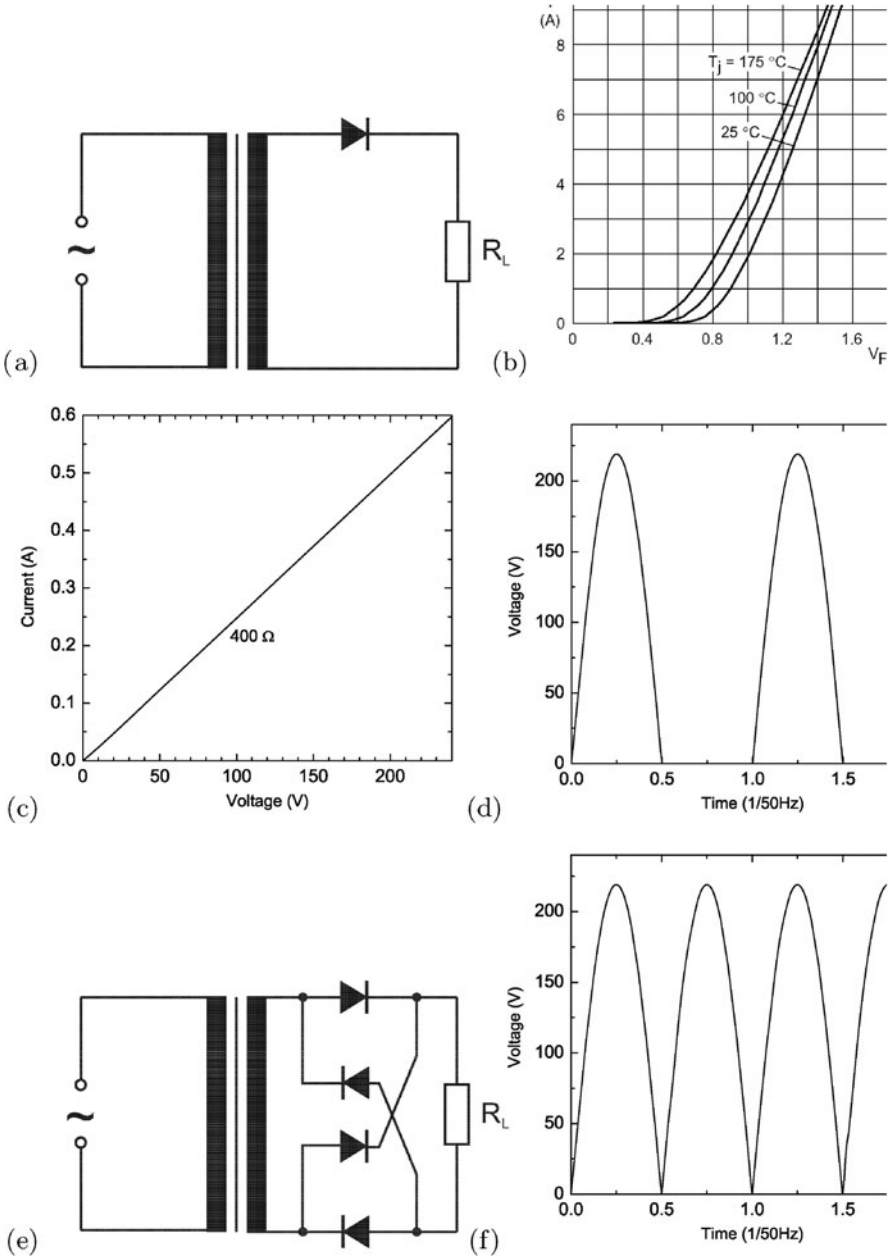 (a)
~
R_L
(b)
(A)
8
6
4
2
0
T_j = 175 °C
100 °C
25 °C
0
0.4
0.8
1.2
1.6
V_F
(c)
0.6
0.5
0.4
0.3
0.2
0.1
0.0
Current (A)
400 Ω
0
50
100
150
200
Voltage (V)
(d)
200
150
100
50
0
Voltage (V)
0.0
0.5
1.0
1.5
Time (1/50Hz)
(e)
~
R_L
(f)
200
150
100
50
0
Voltage (V)
0.0
0.5
1.0
1.5
Time (1/50Hz)